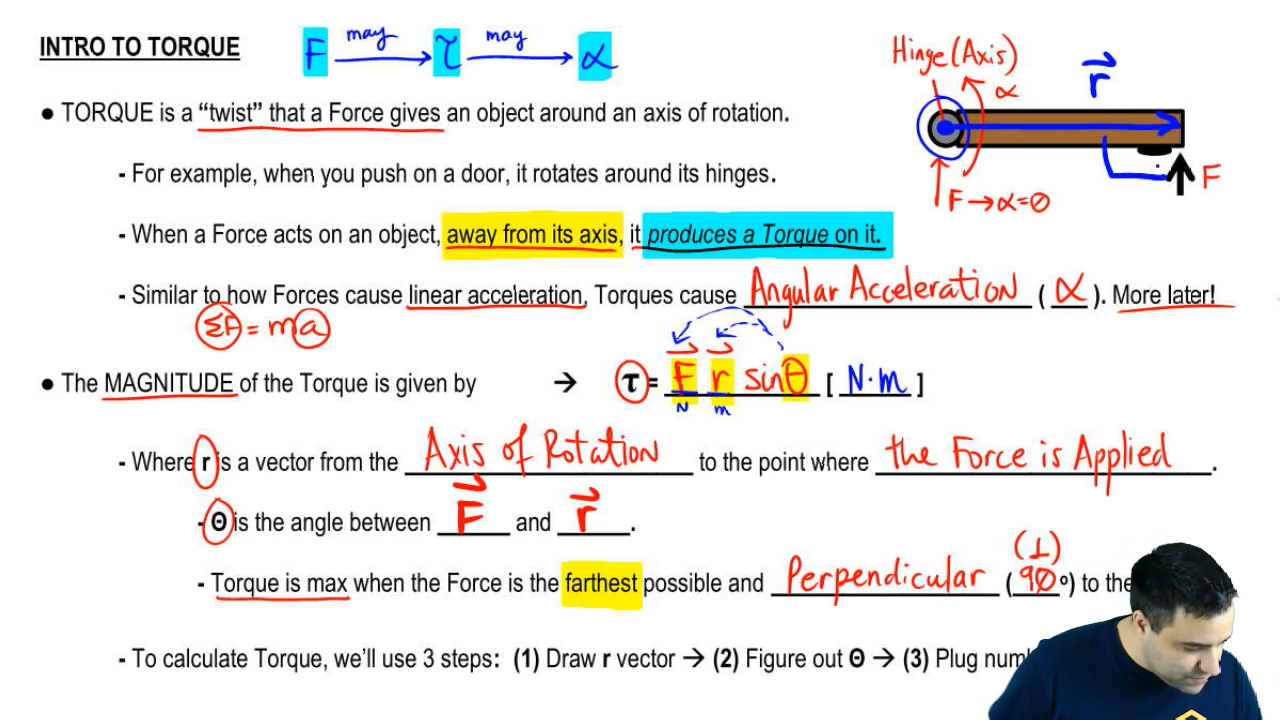 INTRO TO TORQUE F may → τ may → α
Hinge (Axis)
α
r
F
F → α = 0
• TORQUE is a “twist” that a Force gives an object around an axis of rotation.
- For example, when you push on a door, it rotates around its hinges.
- When a Force acts on an object, away from its axis, it produces a Torque on it.
- Similar to how Forces cause linear acceleration, Torques cause Angular Acceleration ( α ). More later!
ΣF = ma
• The MAGNITUDE of the Torque is given by → τ = F r sinθ [ N·m ]
N m
- Where r is a vector from the Axis of Rotation to the point where the Force is Applied.
- Θ is the angle between F and r.
(⊥)
- Torque is max when the Force is the farthest possible and Perpendicular ( 90 º) to the
- To calculate Torque, we’ll use 3 steps: (1) Draw r vector → (2) Figure out Θ → (3) Plug